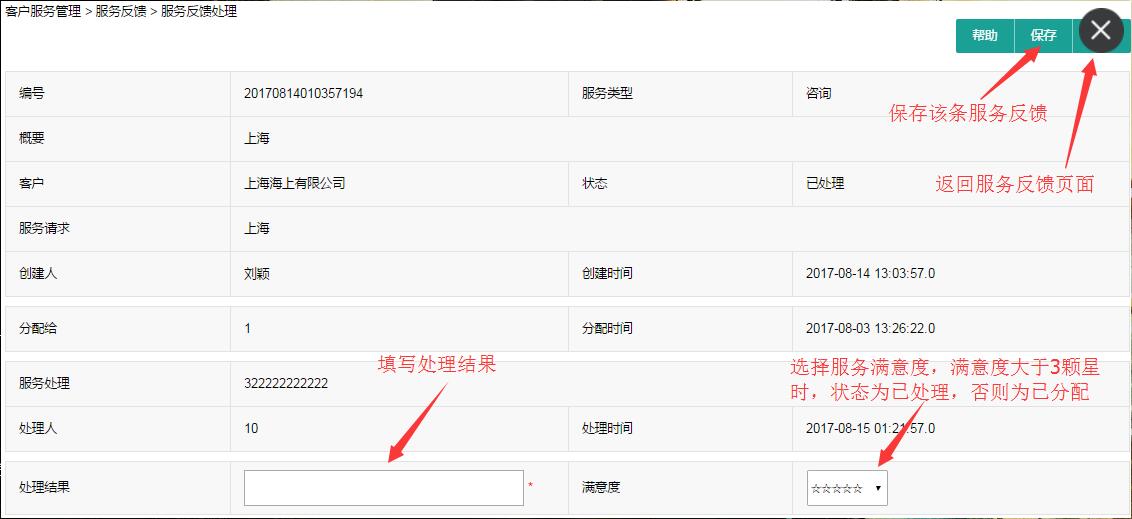 客户服务管理 > 服务反馈 > 服务反馈处理
帮助 保存
编号 20170814010357194 服务类型 咨询
保存该条服务反馈
概要 上海
客户 上海海上有限公司 状态 已处理
返回服务反馈页面
服务请求 上海
创建人 刘颖 创建时间 2017-08-14 13:03:57.0
分配给 1 分配时间 2017-08-03 13:26:22.0
填写处理结果
选择服务满意度，满意度大于3颗星
时，状态为已处理，否则为已分配
服务处理 322222222222
处理人 10 处理时间 2017-08-15 01:21:57.0
处理结果 * 满意度 ☆☆☆☆☆